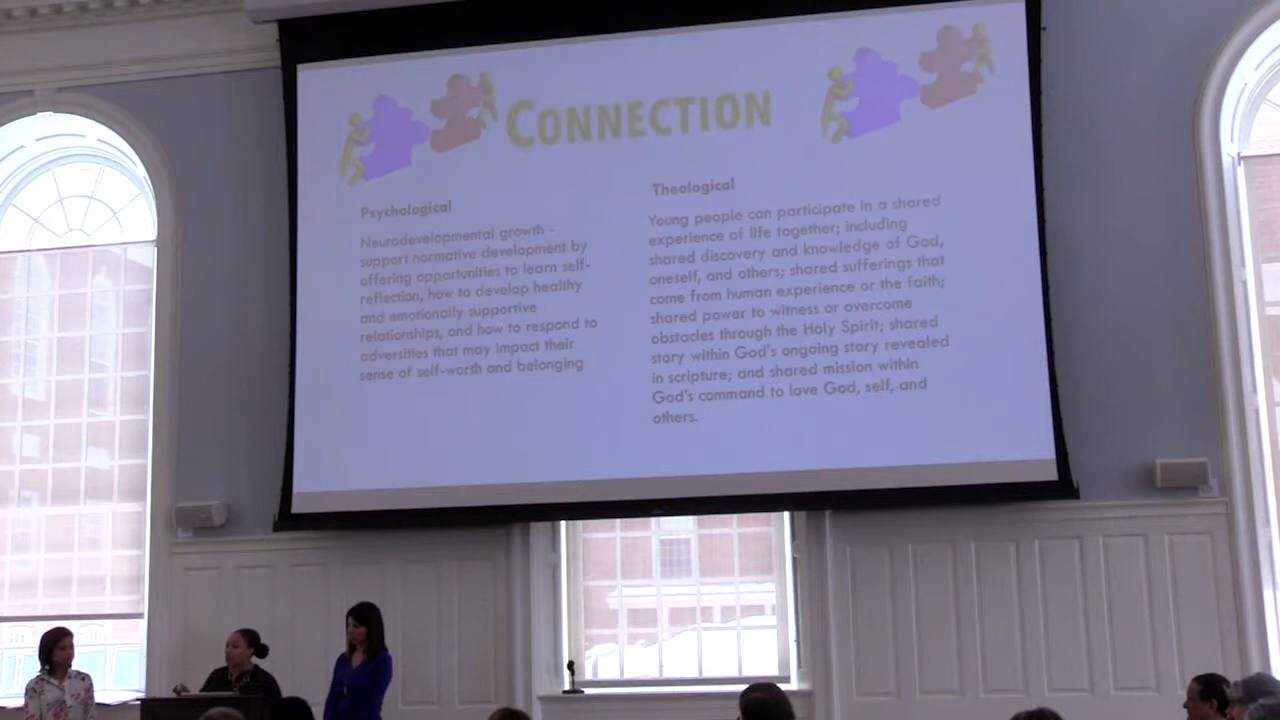 CONNECTION
Psychological
Neurodevelopmental growth -
support normative development by
offering opportunities to learn self-
reflection, how to develop healthy
and emotionally supportive
relationships, and how to respond to
adversities that may impact their
sense of self-worth and belonging
Theological
Young people can participate in a shared
experience of life together; including
shared discovery and knowledge of God,
oneself, and others; shared sufferings that
come from human experience or the faith;
shared power to witness or overcome
obstacles through the Holy Spirit; shared
story within God's ongoing story revealed
in scripture; and shared mission within
God's command to love God, self, and
others.